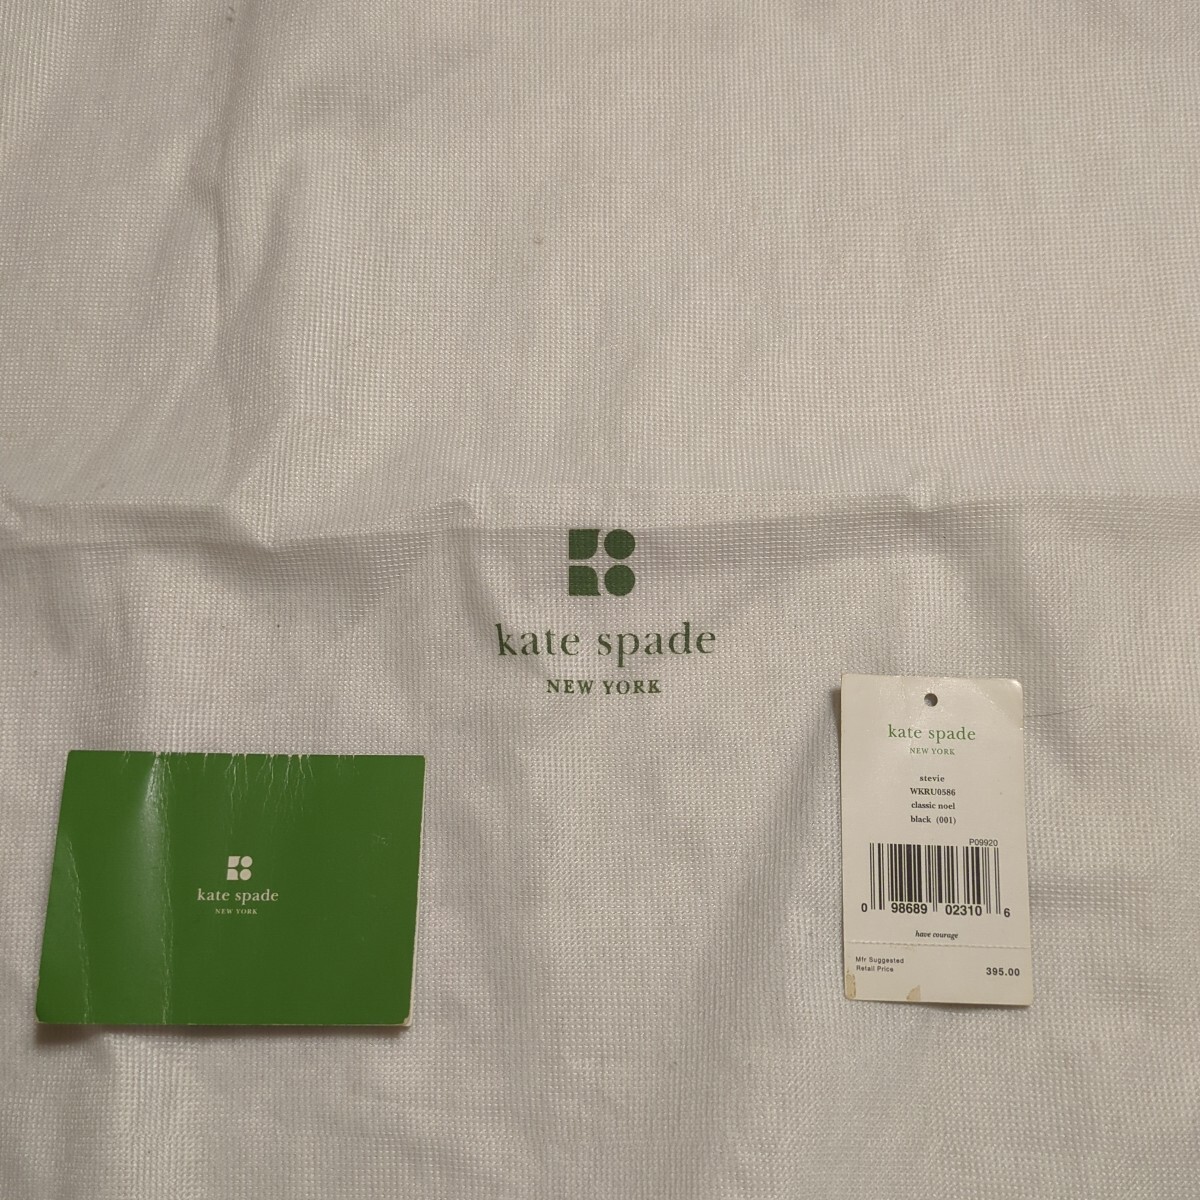 kate spade
NEW YORK
kate spade
NEW YORK
kate spade
NEW YORK
stevie
WKRU0586
classic noel
black (001)
P09920
0 98689 02310 6
have courage
Mfr Suggested
Retail Price
395.00